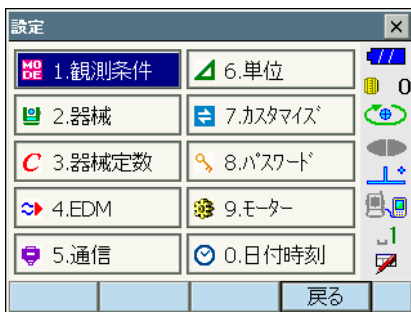 設定
MODE 1.観測条件
6.単位
2.器械
7.ｶｽﾀﾏｲｽﾞ
C 3.器械定数
8.ﾊﾟｽﾜｰﾄﾞ
4.EDM
9.ﾓｰﾀｰ
5.通信
0.日付時刻
0
1
戻る